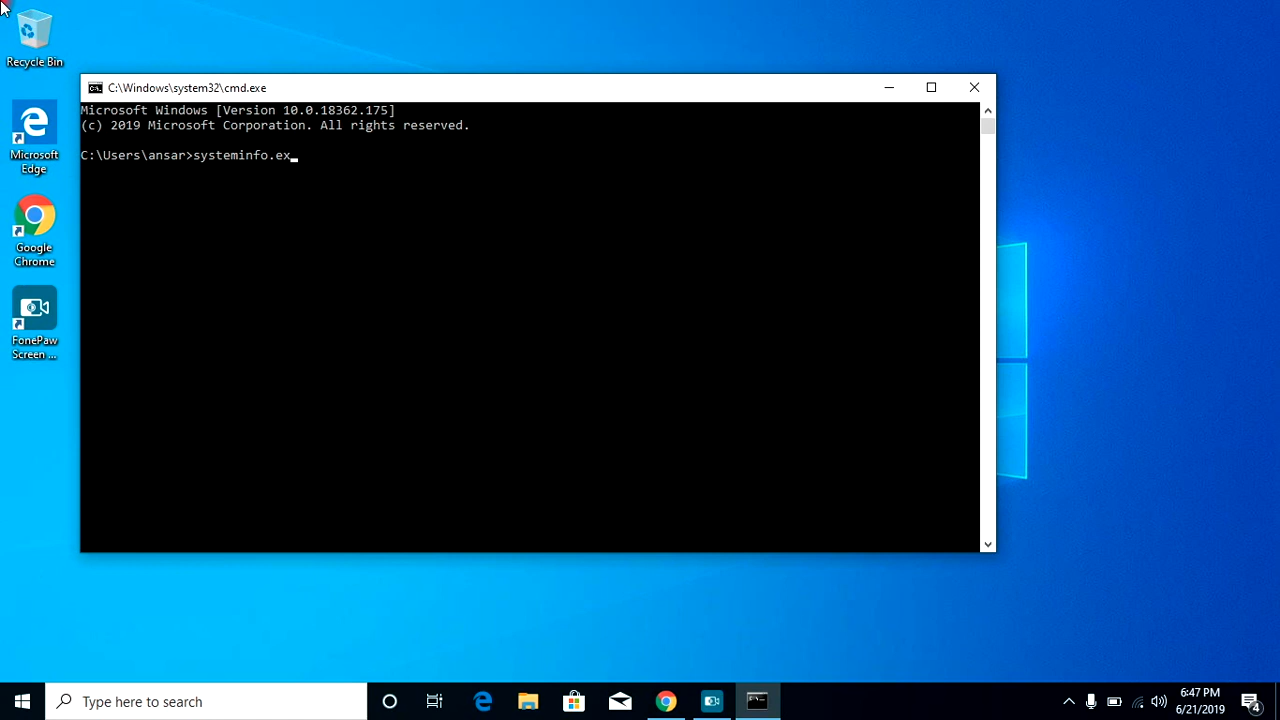 Recycle Bin
Microsoft
Edge
Google
Chrome
FonePaw
Screen ...
C:\Windows\system32\cmd.exe
Microsoft Windows [Version 10.0.18362.175]
(c) 2019 Microsoft Corporation. All rights reserved.
C:\Users\ansar>systeminfo.ex
Type here to search
6:47 PM
6/21/2019
4